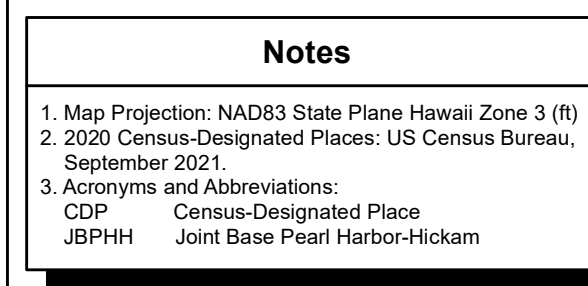 Notes
1. Map Projection: NAD83 State Plane Hawaii Zone 3 (ft)
2. 2020 Census-Designated Places: US Census Bureau,
September 2021.
3. Acronyms and Abbreviations:
CDP Census-Designated Place
JBPHH Joint Base Pearl Harbor-Hickam